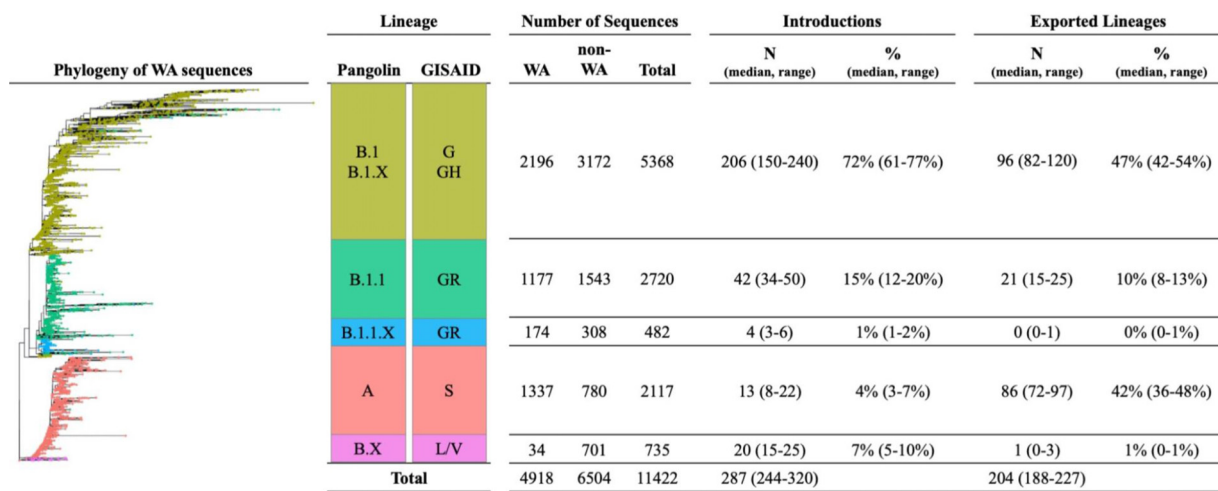 Lineage Number of Sequences Introductions Exported Lineages
Phylogeny of WA sequences Pangolin GISAID WA non-WA Total N (median, range) % (median, range) N (median, range) % (median, range)
B.1 B.1.X G GH 2196 3172 5368 206 (150-240) 72% (61-77%) 96 (82-120) 47% (42-54%)
B.1.1 GR 1177 1543 2720 42 (34-50) 15% (12-20%) 21 (15-25) 10% (8-13%)
B.1.1.X GR 174 308 482 4 (3-6) 1% (1-2%) 0 (0-1) 0% (0-1%)
A S 1337 780 2117 13 (8-22) 4% (3-7%) 86 (72-97) 42% (36-48%)
B.X L/V 34 701 735 20 (15-25) 7% (5-10%) 1 (0-3) 1% (0-1%)
Total 4918 6504 11422 287 (244-320) 204 (188-227)